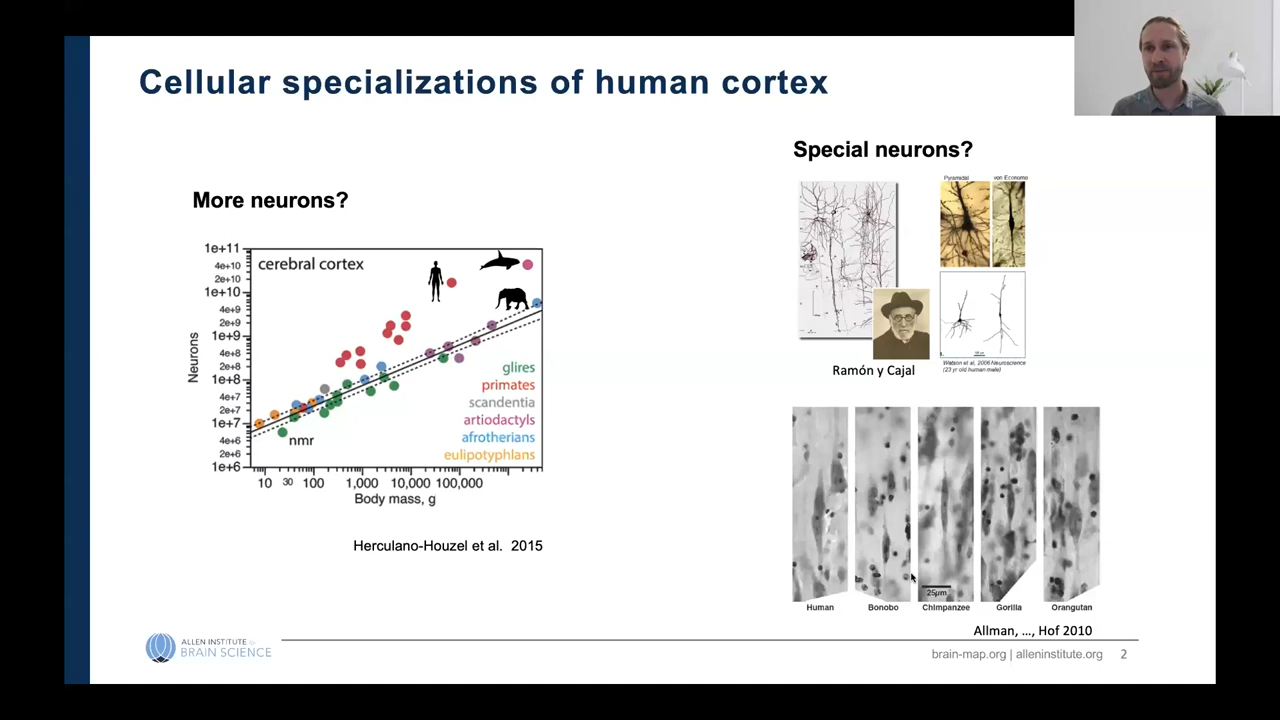 Cellular specializations of human cortex
More neurons?
cerebral cortex
Neurons
1e+11
4e+10
2e+10
1e+10
4e+9
2e+9
1e+9
4e+8
2e+8
1e+8
4e+7
2e+7
1e+7
4e+6
2e+6
1e+6
nmr
glires
primates
scandentia
artiodactyls
afrotherians
eulipotyphlans
10 30 100 1,000 10,000 100,000
Body mass, g
Herculano-Houzel et al. 2015
Special neurons?
Pyramidal von Economo
Ramón y Cajal
Watson et al, 2006 Neuroscience
(23 yr old human male)
25µm
Human Bonobo Chimpanzee Gorilla Orangutan
Allman, ..., Hof 2010
ALLEN INSTITUTE for
BRAIN SCIENCE
brain-map.org | alleninstitute.org 2